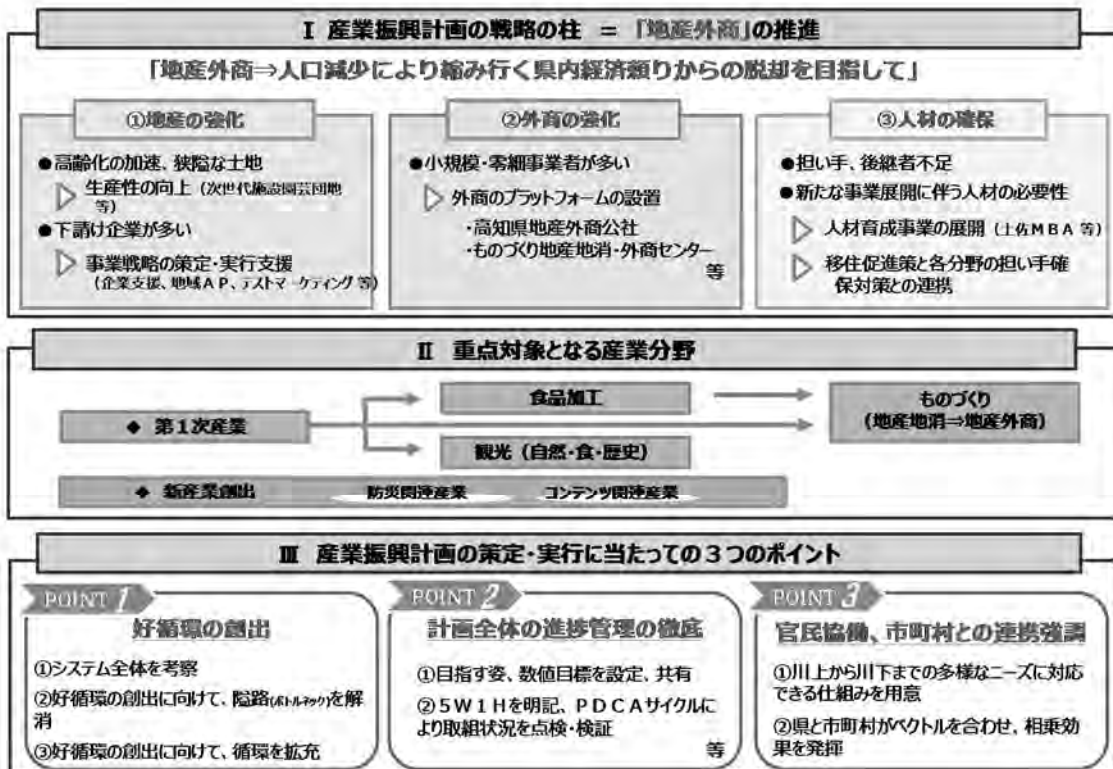 Ⅰ 産業振興計画の戦略の柱 ＝ 「地産外商」の推進
「地産外商⇒人口減少により縮み行く県内経済頼りからの脱却を目指して」
①地産の強化
●高齢化の加速、狭隘な土地
生産性の向上（次世代施設園芸団地
等）
●下請け企業が多い
事業戦略の策定・実行支援
（企業支援、地域ＡＰ、テストマーケティング 等）
②外商の強化
●小規模・零細事業者が多い
外商のプラットフォームの設置
・高知県地産外商公社
・ものづくり地産地消・外商センター
等
③人材の確保
●担い手、後継者不足
●新たな事業展開に伴う人材の必要性
人材育成事業の展開（土佐ＭＢＡ 等）
移住促進策と各分野の担い手確
保対策との連携
Ⅱ 重点対象となる産業分野
◆ 第１次産業
食品加工
観光（自然・食・歴史）
ものづくり
（地産地消⇒地産外商）
◆ 新産業創出 防災関連産業 コンテンツ関連産業
Ⅲ 産業振興計画の策定・実行に当たっての３つのポイント
POINT 1
好循環の創出
①システム全体を考察
②好循環の創出に向けて、隘路(ボトルネック)を解
消
③好循環の創出に向けて、循環を拡充
POINT 2
計画全体の進捗管理の徹底
①目指す姿、数値目標を設定、共有
②５Ｗ１Ｈを明記、ＰＤＣＡサイクルに
より取組状況を点検・検証
等
POINT 3
官民協働、市町村との連携強調
①川上から川下までの多様なニーズに対応
できる仕組みを用意
②県と市町村がベクトルを合わせ、相乗効
果を発揮